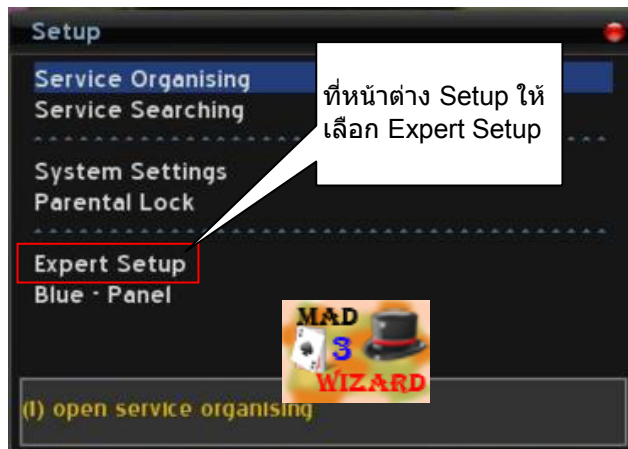 Setup
Service Organising
Service Searching
ที่หน้าต่าง Setup ให้
เลือก Expert Setup
System Settings
Parental Lock
Expert Setup
Blue - Panel
MAD
3
WIZARD
(1) open service organising